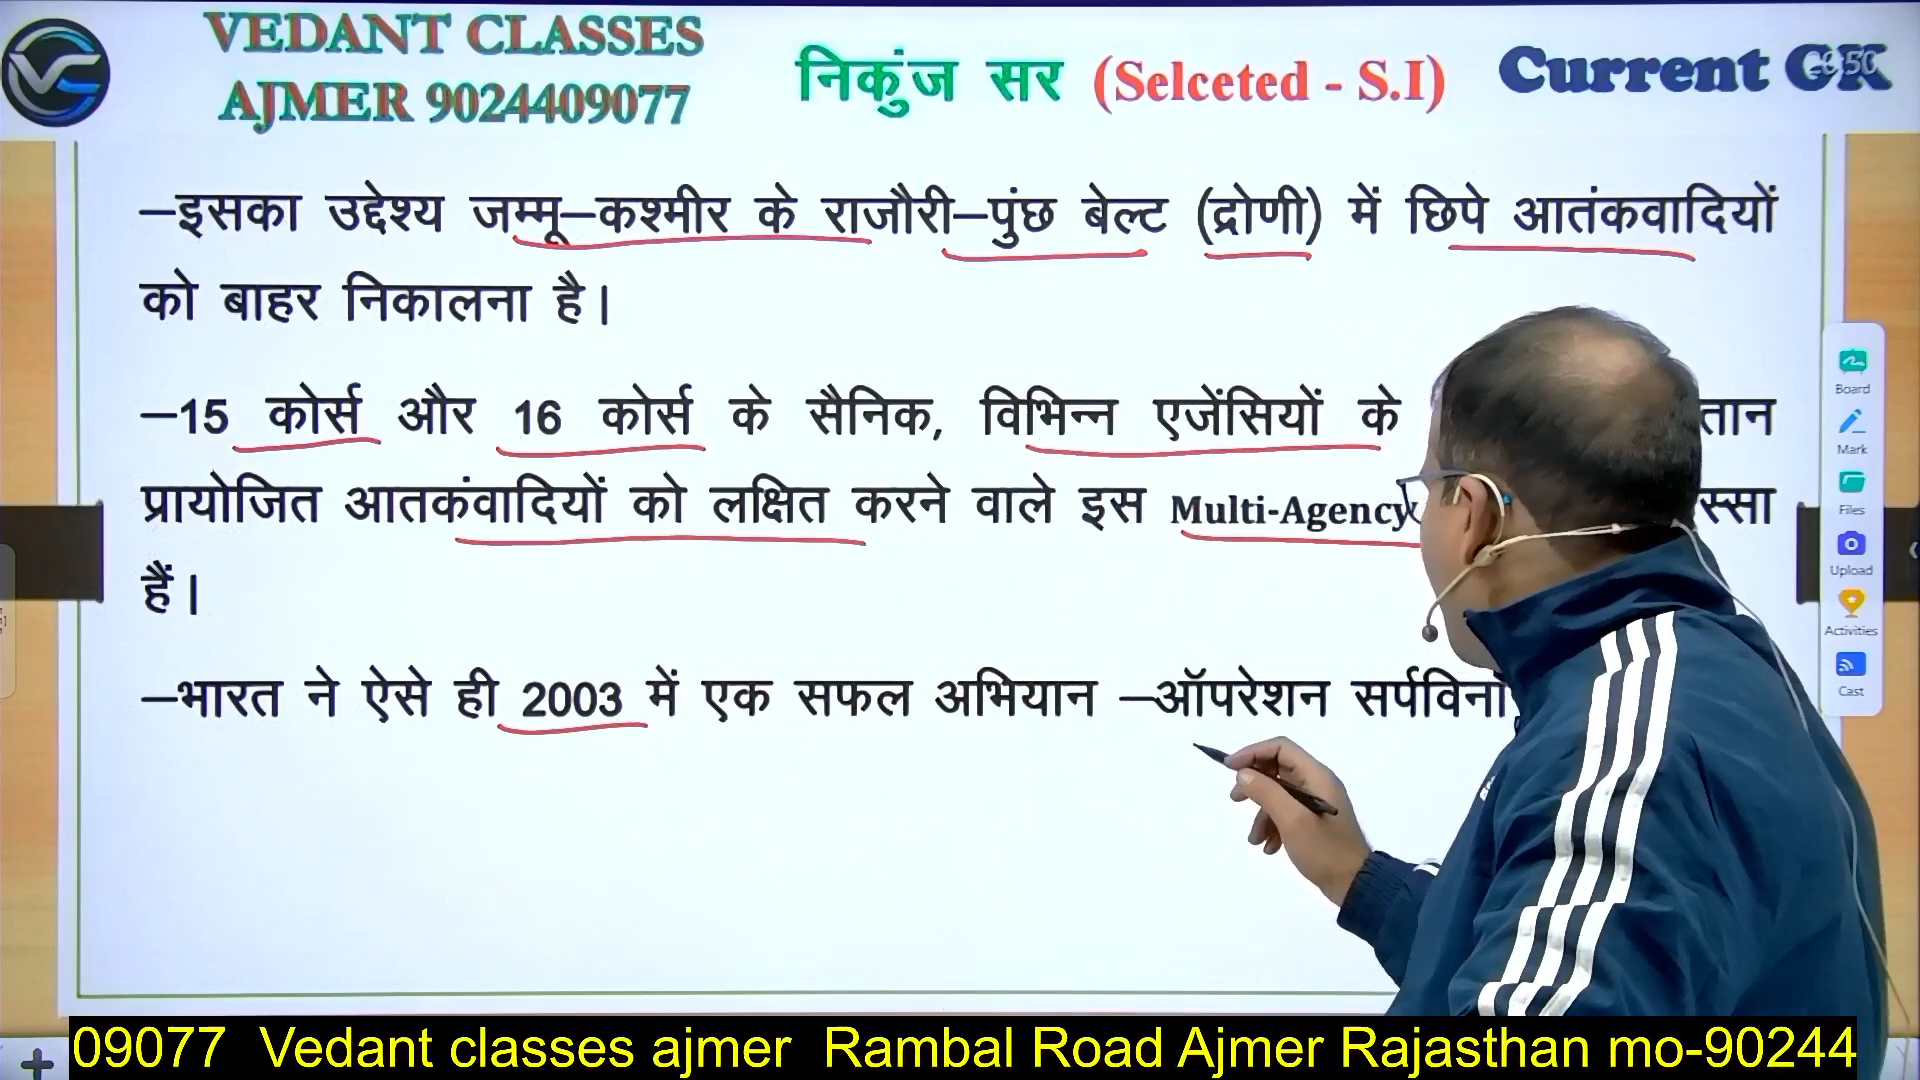 VEDANT CLASSES
AJMER 9024409077
निकुंज सर (Selceted - S.I)
Current GK
–इसका उद्देश्य जम्मू–कश्मीर के राजौरी–पुंछ बेल्ट (द्रोणी) में छिपे आतंकवादियों
को बाहर निकालना है।
–15 कोर्स और 16 कोर्स के सैनिक, विभिन्न एजेंसियों के
प्रायोजित आतकंवादियों को लक्षित करने वाले इस Multi-Agency
हैं।
–भारत ने ऐसे ही 2003 में एक सफल अभियान –ऑपरेशन
Board
Mark
Files
Upload
Activities
Cast
09077 Vedant classes ajmer Rambal Road Ajmer Rajasthan mo-90244